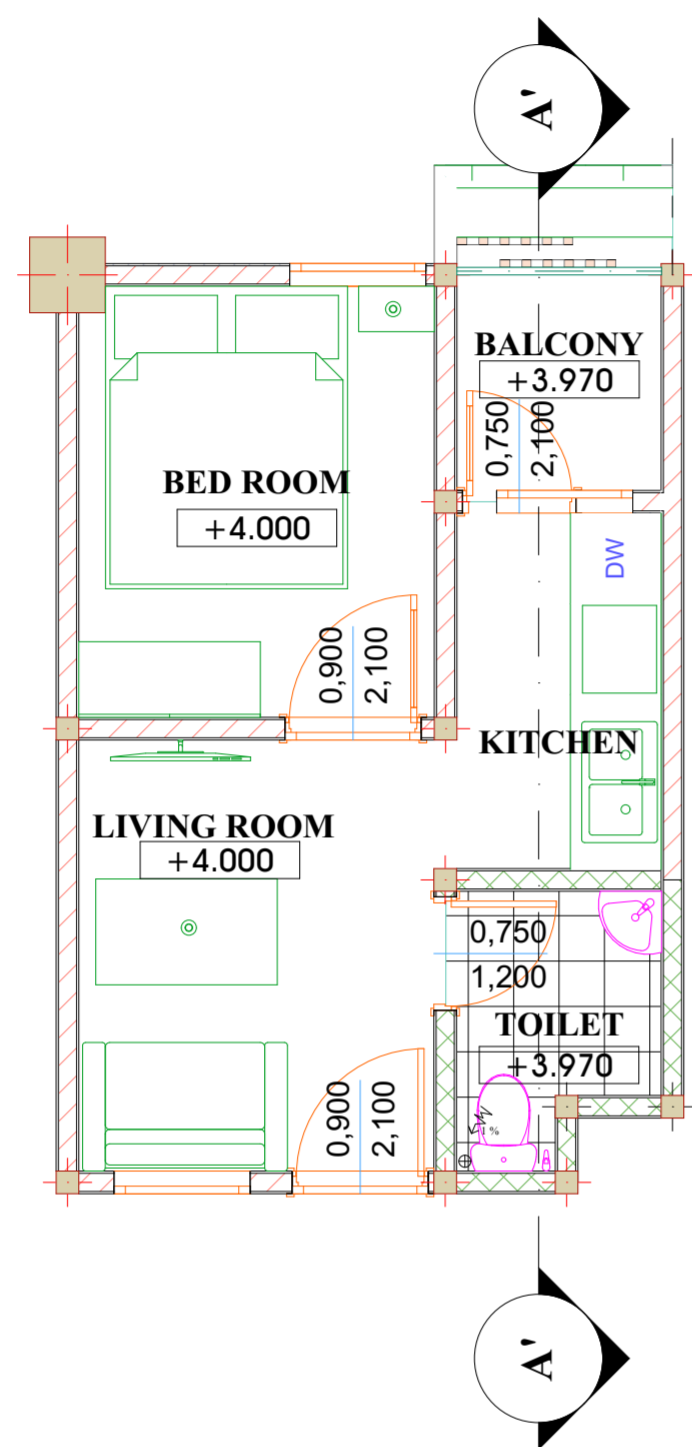 A'
BALCONY
+3.970
0,750
2,100
BED ROOM
+4.000
DW
0,900
2,100
KITCHEN
LIVING ROOM
+4.000
0,750
1,200
TOILET
+3.970
0,900
2,100
1 %
A'